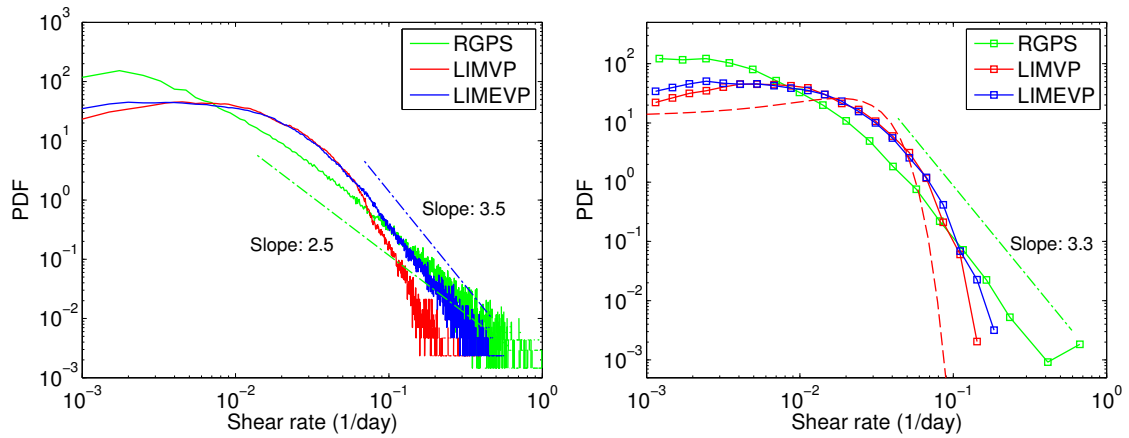 10^3
10^2
10^1
10^0
10^-1
10^-2
10^-3
PDF
10^-3
10^-2
10^-1
10^0
Shear rate (1/day)
RGPS
LIMVP
LIMEVP
Slope: 3.5
Slope: 2.5
10^2
10^1
10^0
10^-1
10^-2
10^-3
PDF
10^-3
10^-2
10^-1
10^0
Shear rate (1/day)
RGPS
LIMVP
LIMEVP
Slope: 3.3